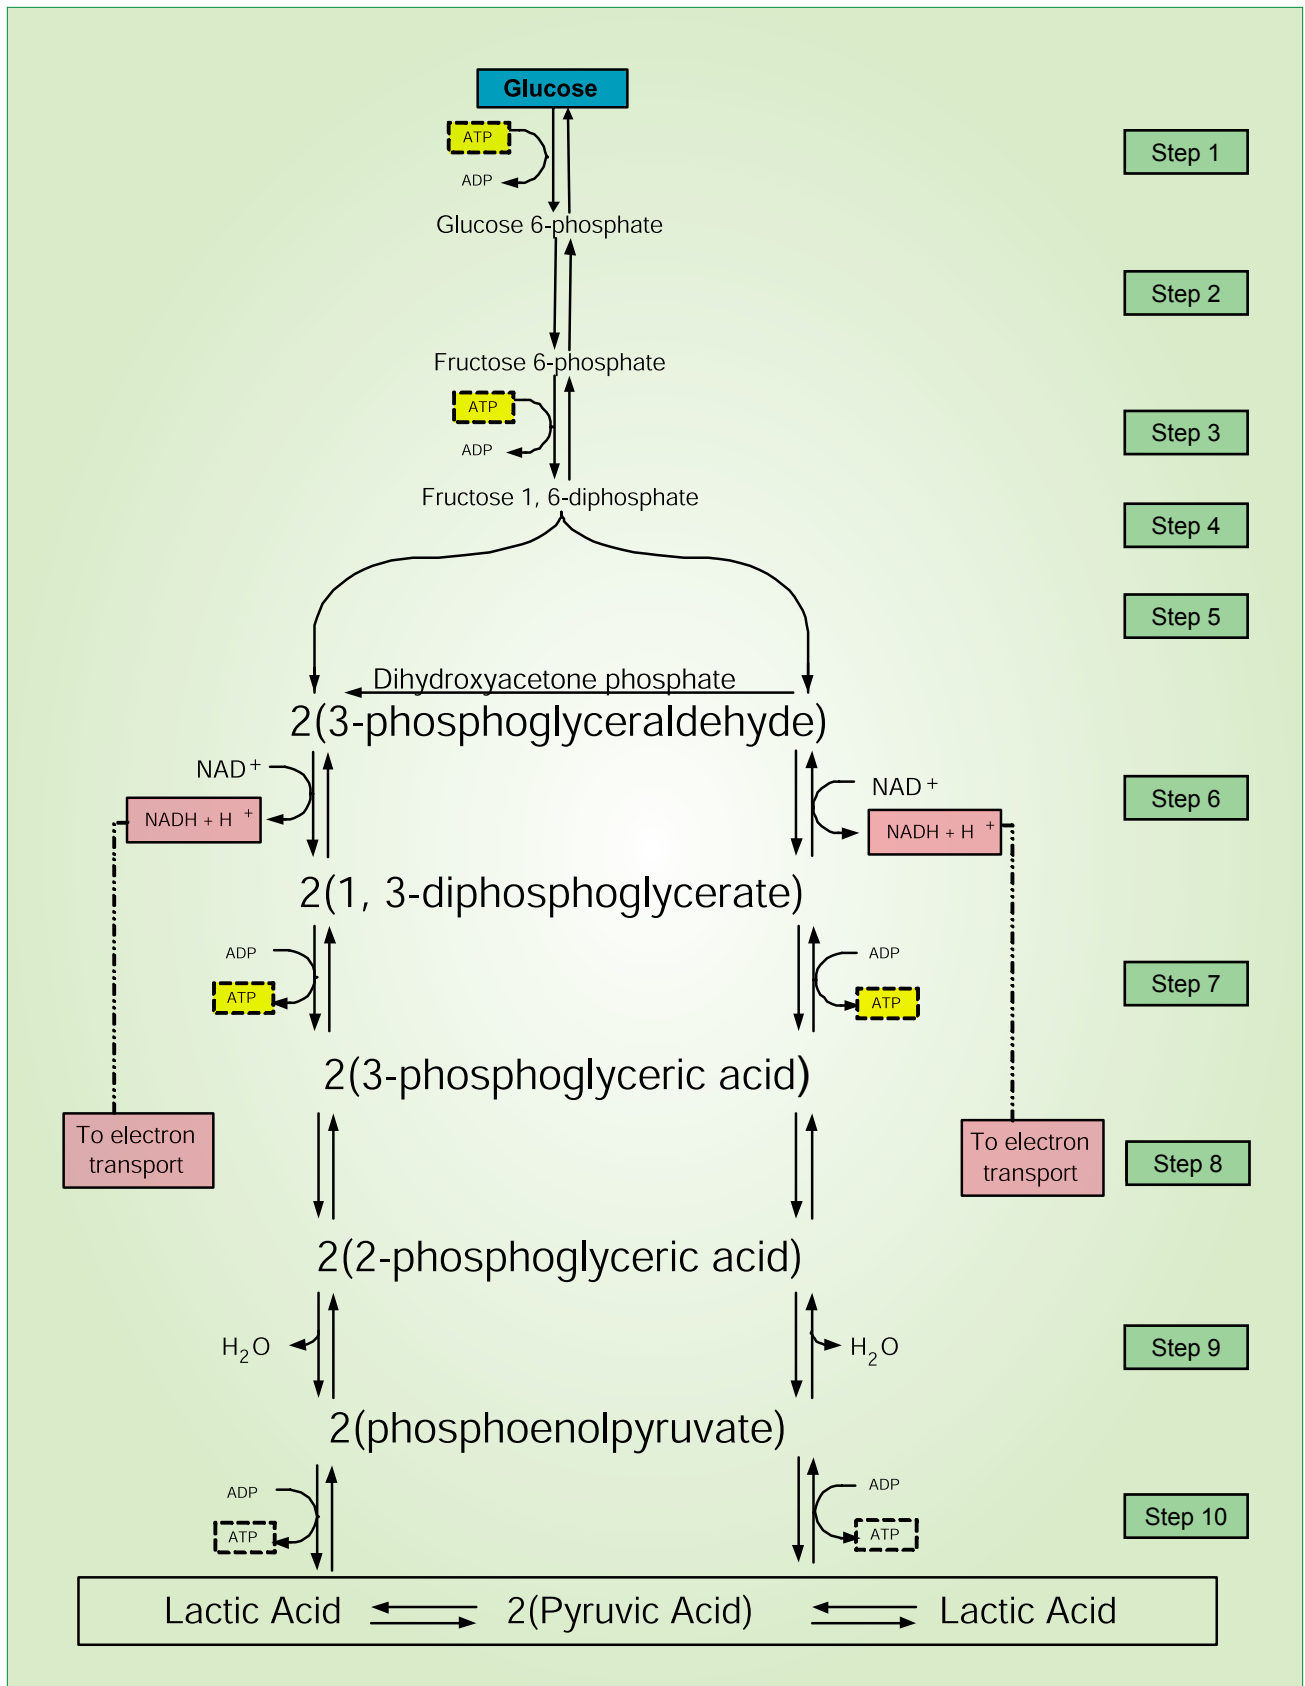 Glucose
ATP
Step 1
ADP
Glucose 6-phosphate
Step 2
Fructose 6-phosphate
ATP
Step 3
ADP
Fructose 1, 6-diphosphate
Step 4
Step 5
Dihydroxyacetone phosphate
2(3-phosphoglyceraldehyde)
NAD+
NAD+
Step 6
NADH + H +
NADH + H +
2(1, 3-diphosphoglycerate)
ADP
ADP
Step 7
ATP
ATP
2(3-phosphoglyceric acid)
To electron
transport
To electron
transport
Step 8
2(2-phosphoglyceric acid)
H2O
H2O
Step 9
2(phosphoenolpyruvate)
ADP
ADP
Step 10
ATP
ATP
Lactic Acid 2(Pyruvic Acid) Lactic Acid